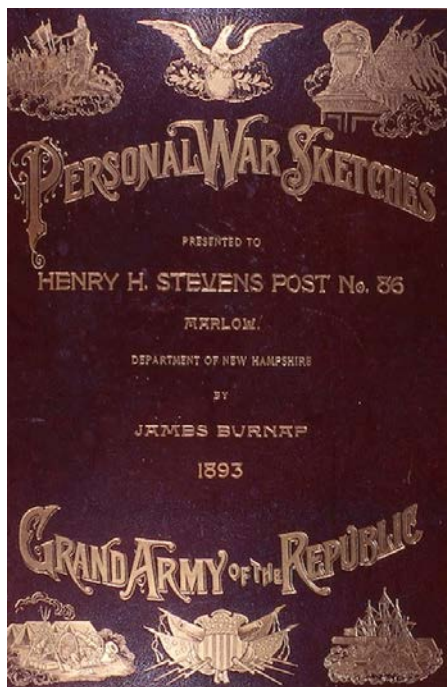 PERSONAL WAR SKETCHES
PRESENTED TO
HENRY H. STEVENS POST No. 86
MARLOW.
DEPARTMENT OF NEW HAMPSHIRE
BY
JAMES BURNAP
1893
GRAND ARMY OF THE REPUBLIC